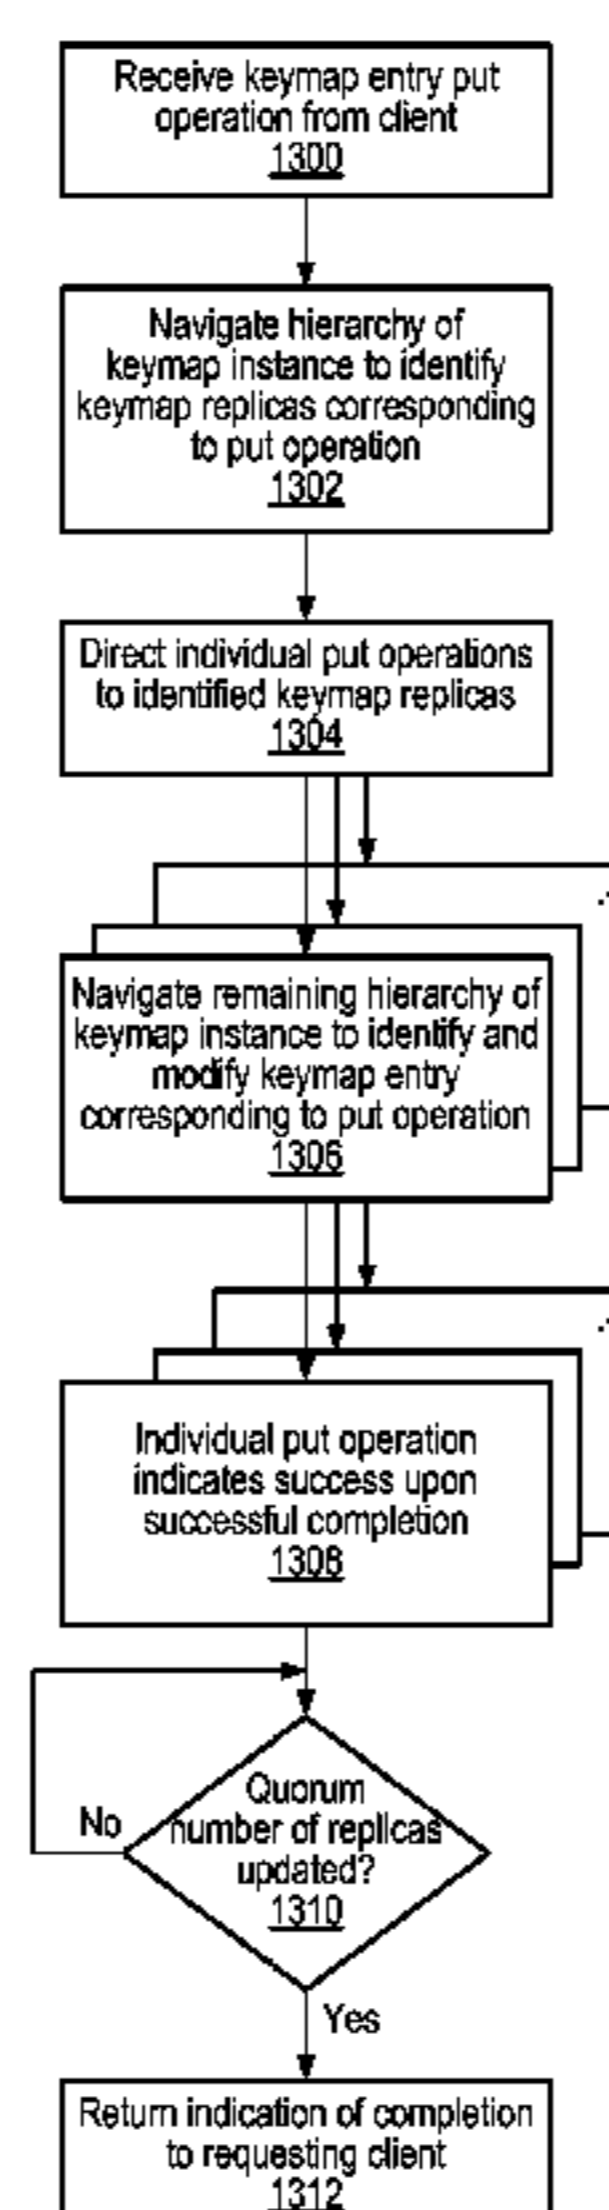 Receive keymap entry put
operation from client
1300
Navigate hierarchy of
keymap instance to identify
keymap replicas corresponding
to put operation
1302
Direct individual put operations
to identified keymap replicas
1304
Navigate remaining hierarchy of
keymap instance to identify and
modify keymap entry
corresponding to put operation
1306
Individual put operation
indicates success upon
successful completion
1308
Quorum
number of replicas
updated?
1310
No
Yes
Return indication of completion
to requesting client
1312